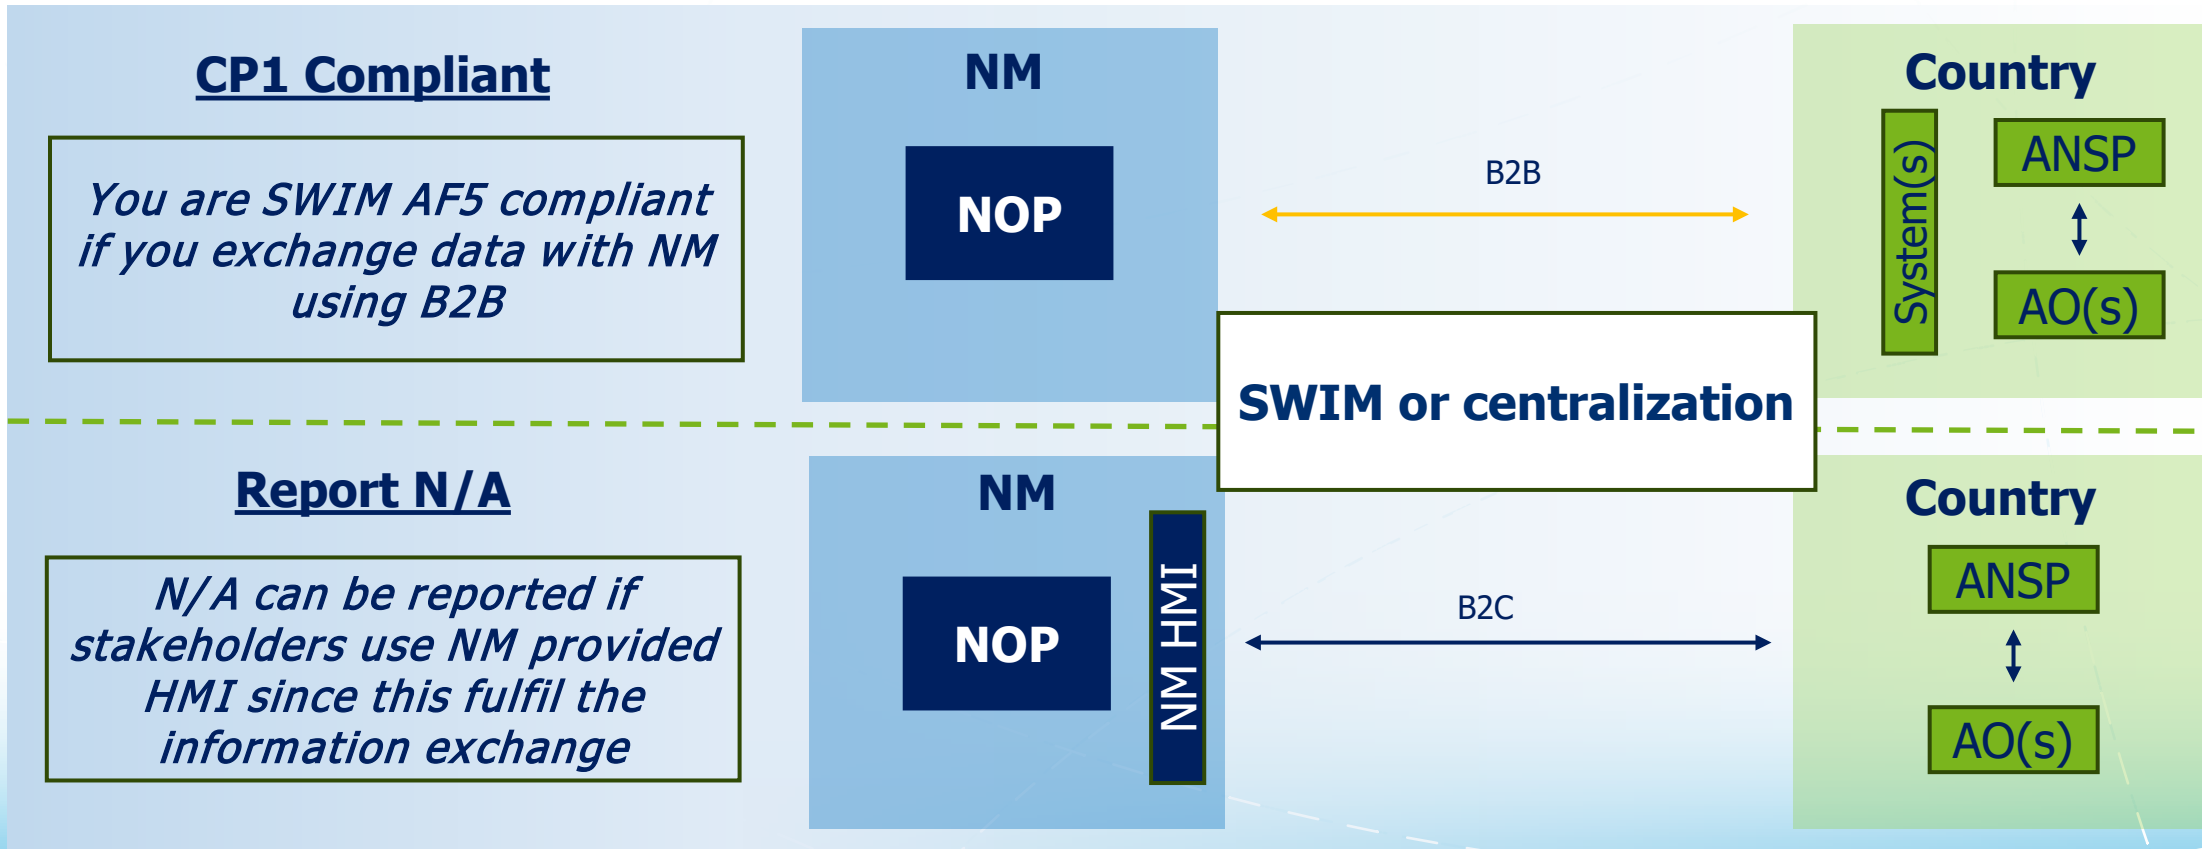 CP1 Compliant
You are SWIM AF5 compliant
if you exchange data with NM
using B2B
NM
NOP
B2B
Country
System(s)
ANSP
AO(s)
SWIM or centralization
Report N/A
N/A can be reported if
stakeholders use NM provided
HMI since this fulfil the
information exchange
NM
NOP
NM HMI
B2C
Country
ANSP
AO(s)